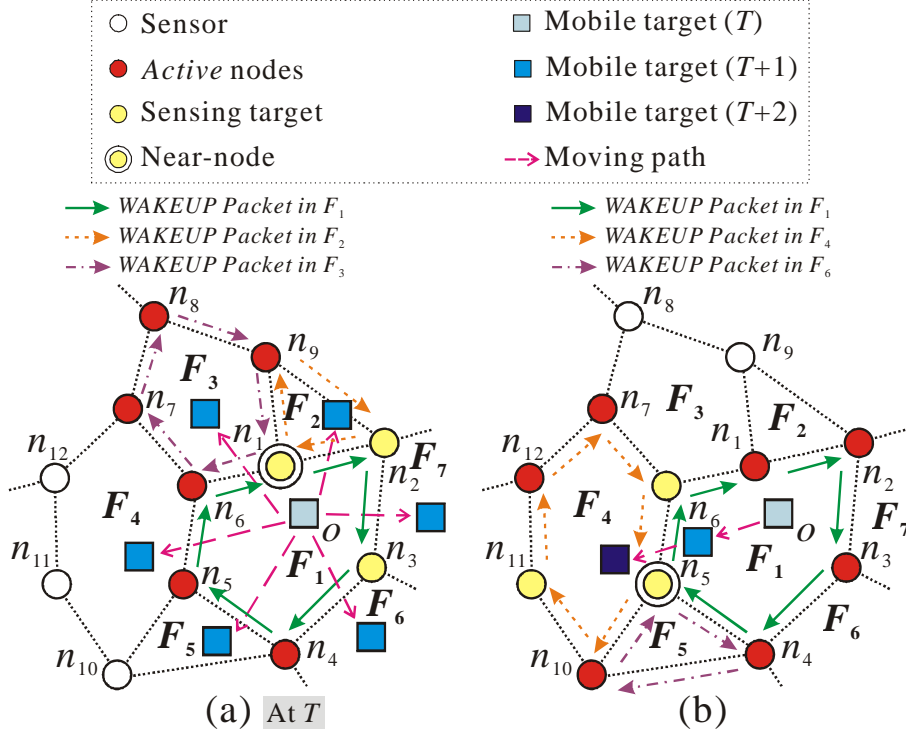 Sensor
Mobile target (T)
Active nodes
Mobile target (T+1)
Sensing target
Mobile target (T+2)
Near-node
Moving path
WAKEUP Packet in F1
WAKEUP Packet in F2
WAKEUP Packet in F3
WAKEUP Packet in F1
WAKEUP Packet in F4
WAKEUP Packet in F6
n8
n9
F3
n7
F2
n1
n12
F7
n2
F4
n6
O
n11
n5
F1
n3
F6
F5
n4
n10
(a) At T
n8
n9
n7
F3
F2
n12
n1
n2
F4
n6
O
F7
n11
F1
n5
n3
F6
F5
n4
n10
(b)